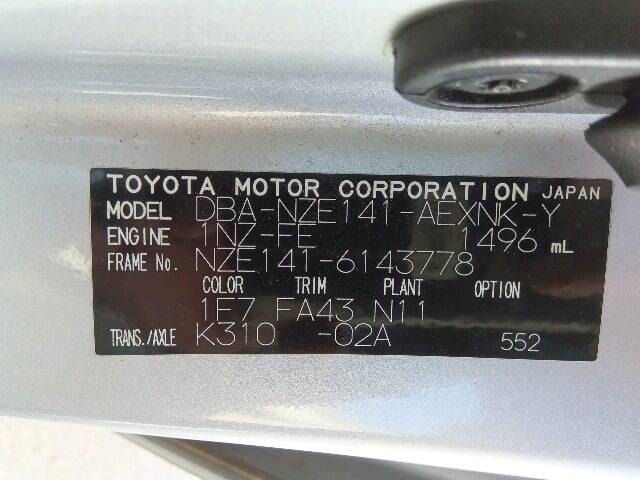 TOYOTA MOTOR CORPORATION JAPAN
MODEL DBA-NZE141-AEXNK-Y
ENGINE 1NZ-FE 1496 mL
FRAME No. NZE141-6143778
COLOR TRIM PLANT OPTION
1E7 FA43 N11
TRANS./AXLE K310 -02A 552